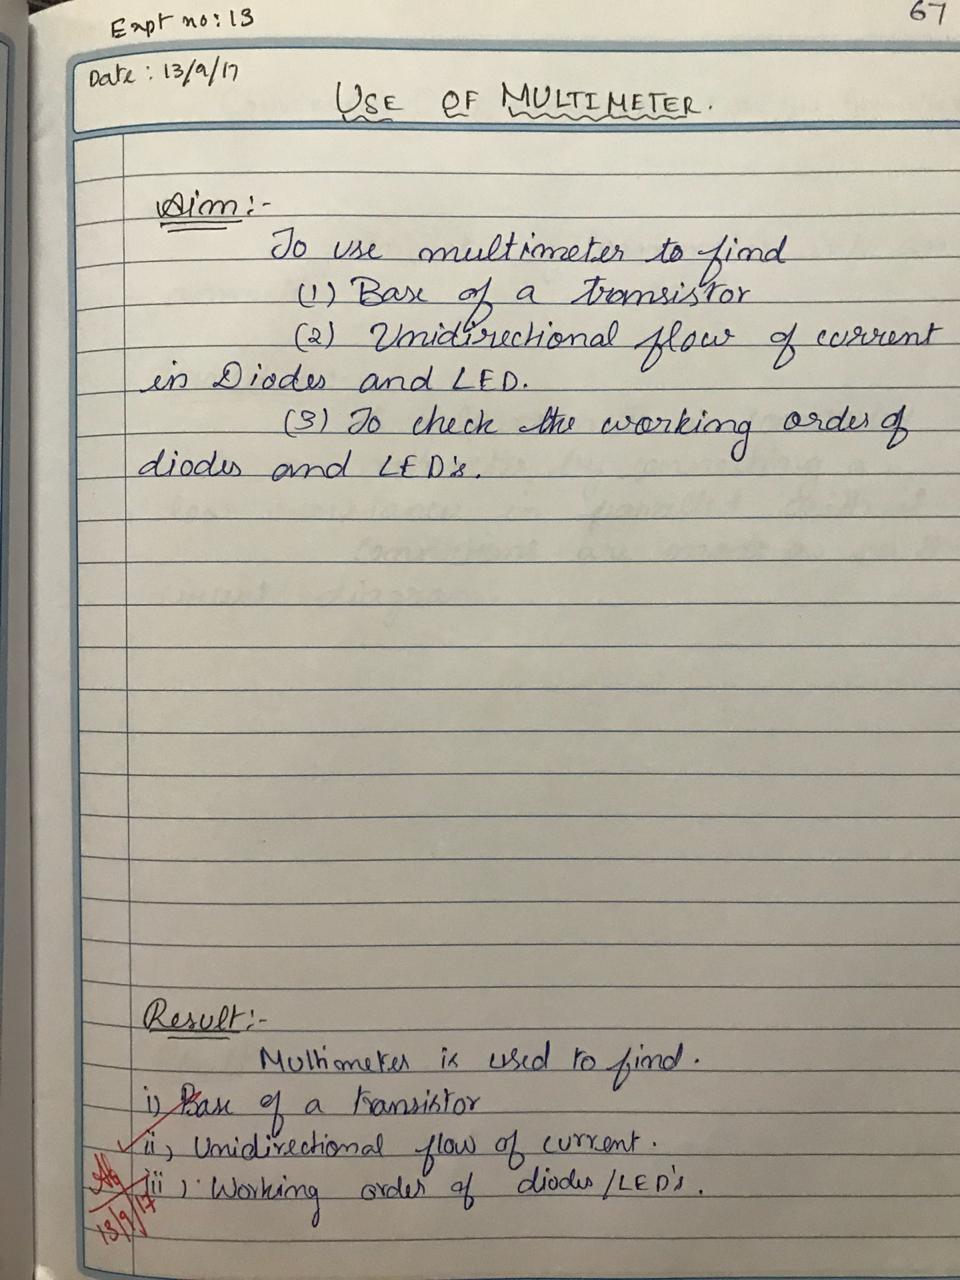 Expt no: 13
67
Date: 13/9/17
USE OF MULTIMETER.
Aim:-
To use multimeter to find
(1) Base of a transistor
(2) Unidirectional flow of current
in Diodes and LED.
(3) To check the working order of
diodes and LED's.
Result:-
Multimeter is used to find.
i) Base of a transistor
ii) Unidirectional flow of current.
iii) Working order of diodes/LED's.
13/9/17